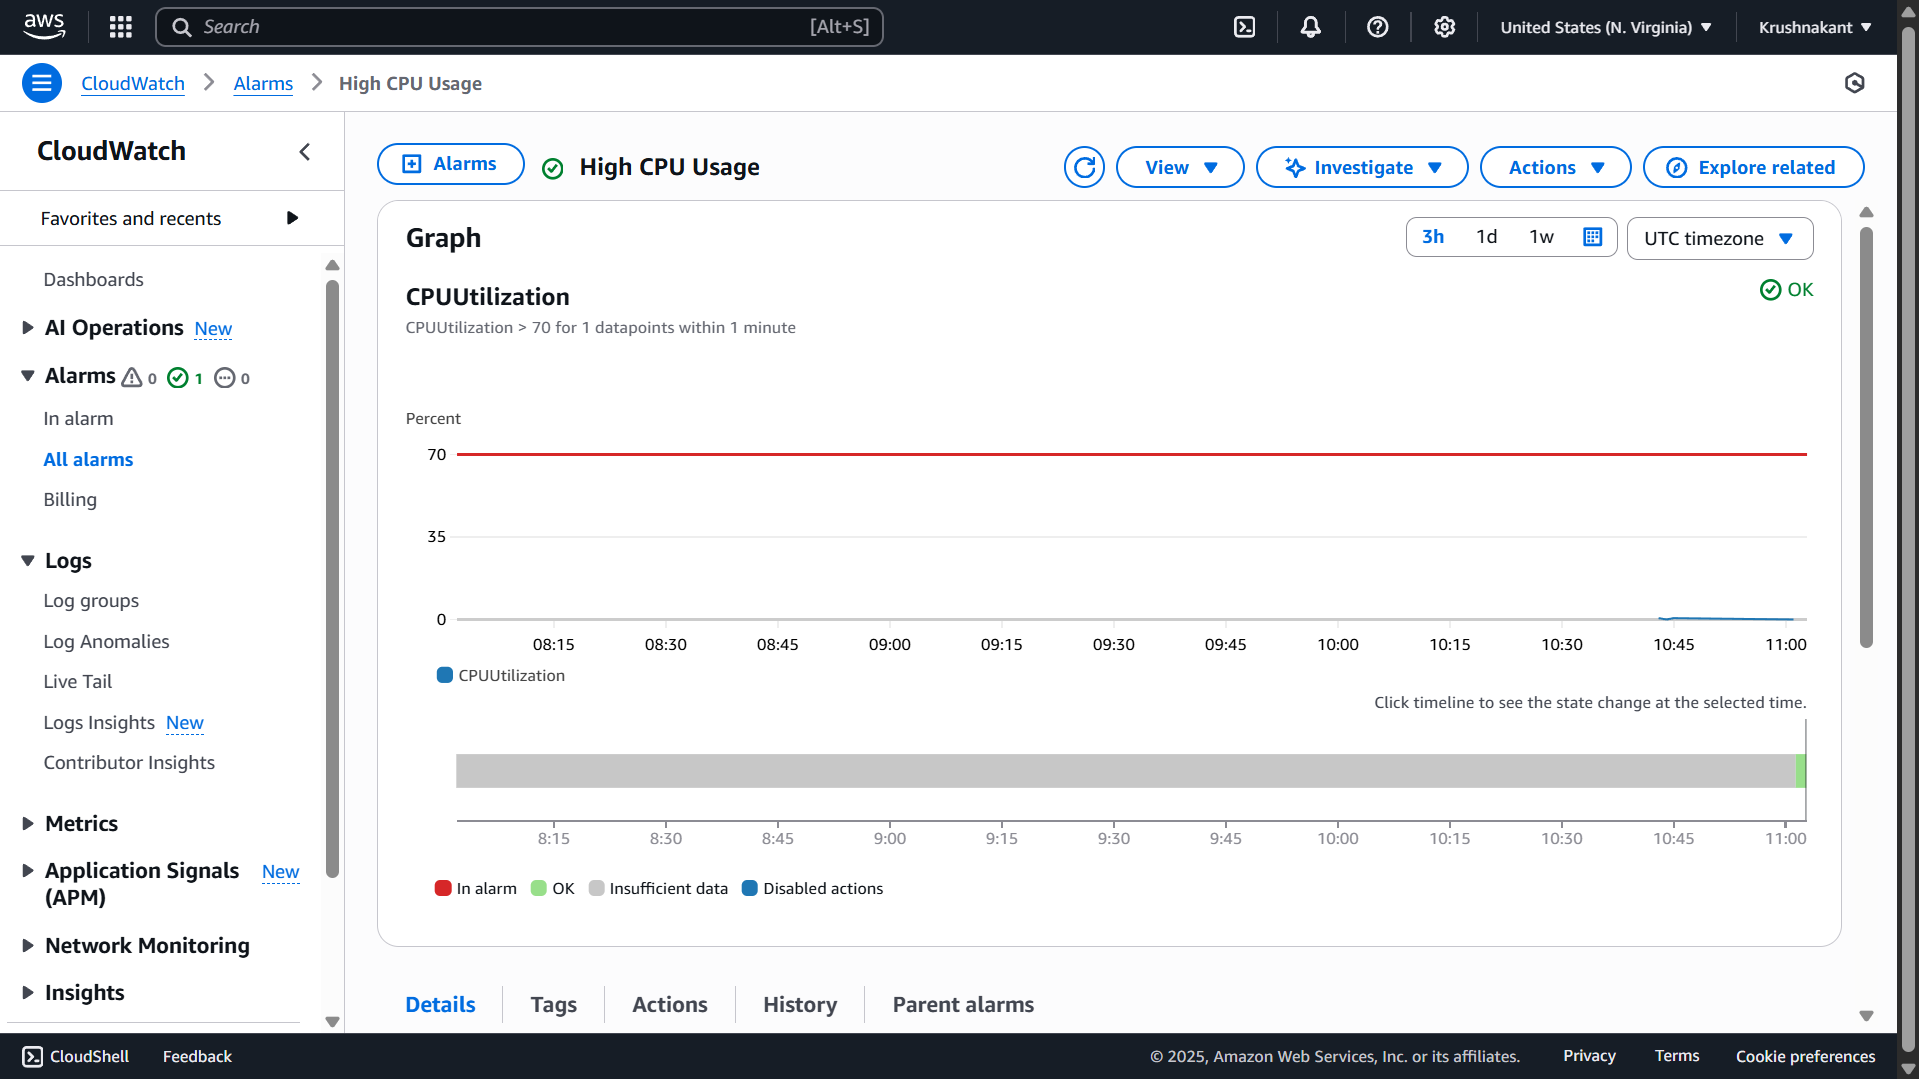 aws
Search [Alt+S]
United States (N. Virginia)
Krushnakant
CloudWatch
Alarms
High CPU Usage
CloudWatch
Favorites and recents
Dashboards
AI Operations New
Alarms 0 1 0
In alarm
All alarms
Billing
Logs
Log groups
Log Anomalies
Live Tail
Logs Insights New
Contributor Insights
Metrics
Application Signals New
(APM)
Network Monitoring
Insights
Alarms
High CPU Usage
View
Investigate
Actions
Explore related
Graph
3h 1d 1w
UTC timezone
CPUUtilization
OK
CPUUtilization > 70 for 1 datapoints within 1 minute
Percent
70
35
0
08:15 08:30 08:45 09:00 09:15 09:30 09:45 10:00 10:15 10:30 10:45 11:00
CPUUtilization
Click timeline to see the state change at the selected time.
8:15 8:30 8:45 9:00 9:15 9:30 9:45 10:00 10:15 10:30 10:45 11:00
In alarm OK Insufficient data Disabled actions
Details Tags Actions History Parent alarms
CloudShell Feedback
© 2025, Amazon Web Services, Inc. or its affiliates. Privacy Terms Cookie preferences